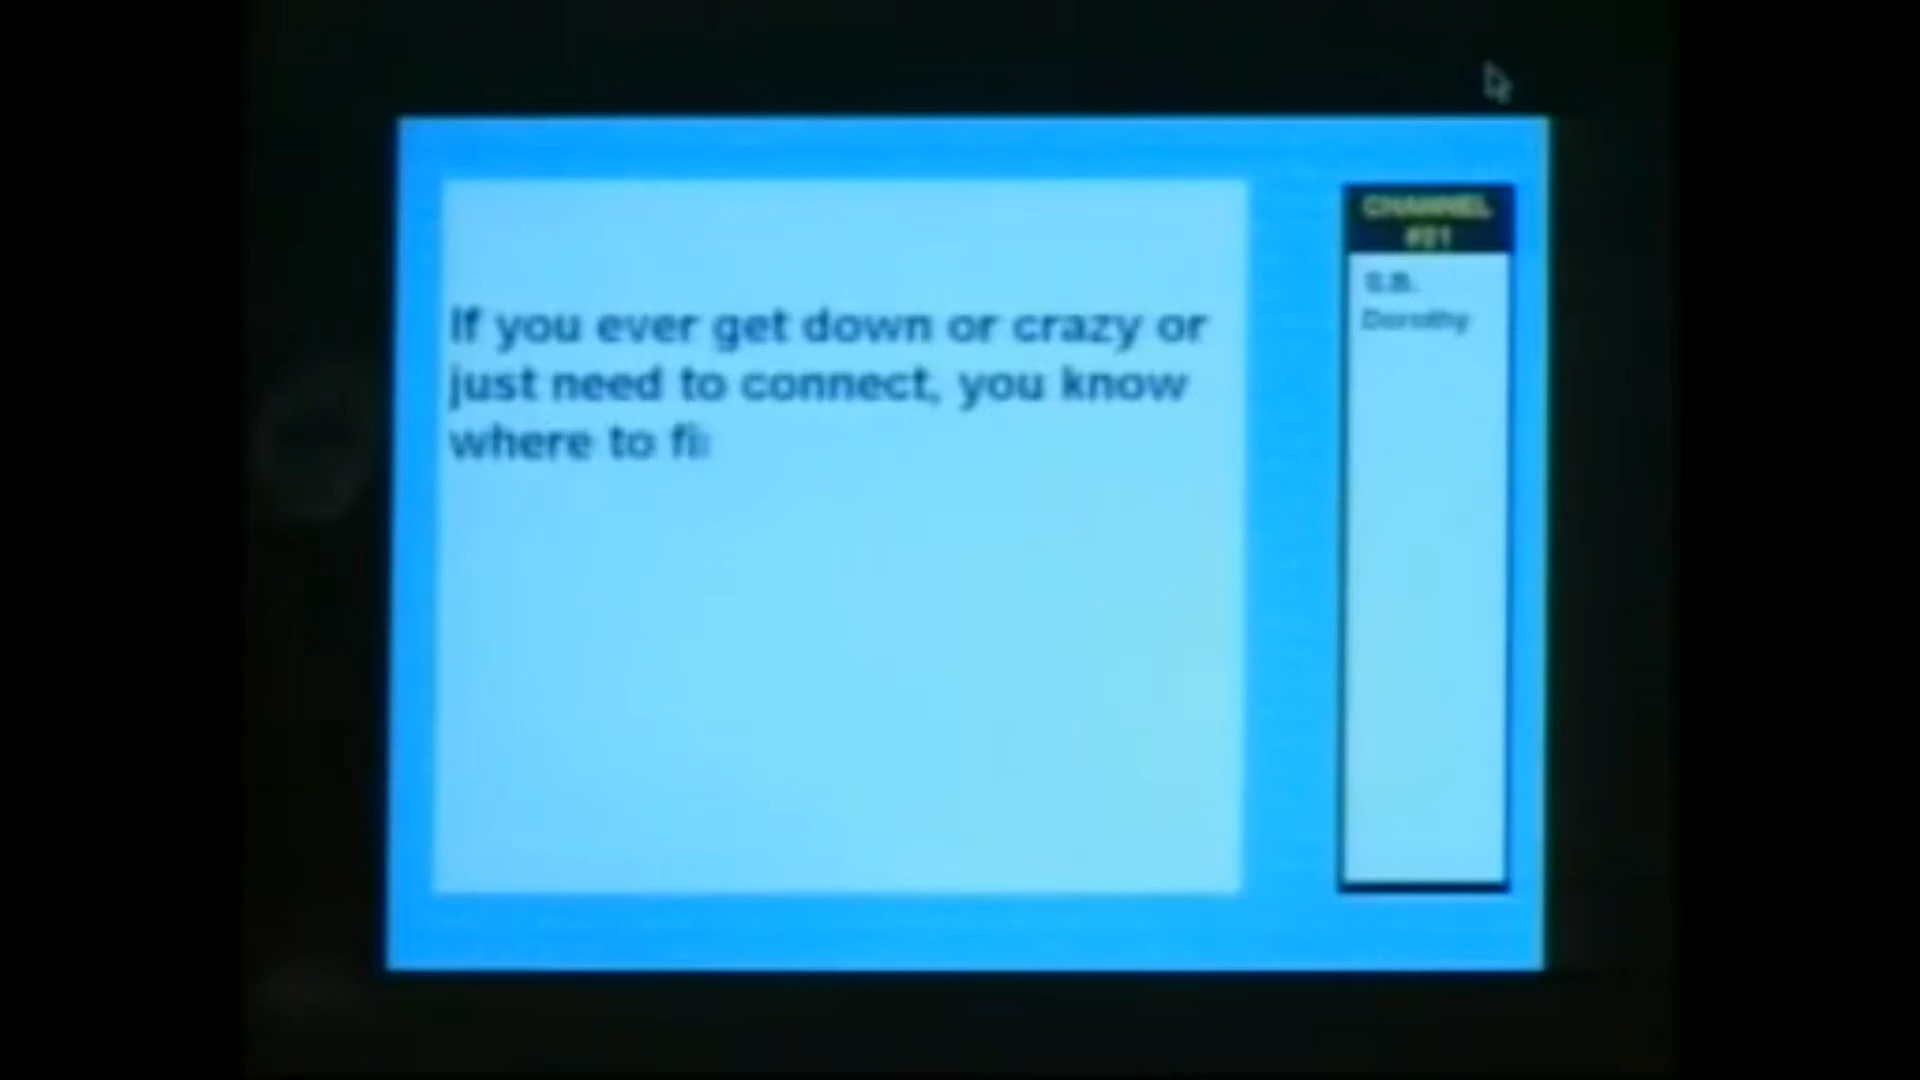 If you ever get down or crazy or
just need to connect, you know
where to fi
CHANNEL
#01
S.B.
Dorothy